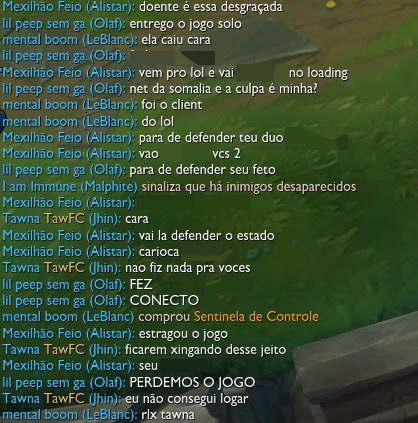 Mexilhão Feio (Alistar): doente é essa desgraçada
lil peep sem ga (Olaf): entrego o jogo solo
mental boom (LeBlanc): ela caiu cara
lil peep sem ga (Olaf):
Mexilhão Feio (Alistar): vem pro lol e vai no loading
lil peep sem ga (Olaf): net da somalia e a culpa é minha?
mental boom (LeBlanc): foi o client
mental boom (LeBlanc): do lol
Mexilhão Feio (Alistar): para de defender teu duo
Mexilhão Feio (Alistar): vao vcs 2
lil peep sem ga (Olaf): para de defender seu feto
I am Immune (Malphite) sinaliza que há inimigos desaparecidos
Mexilhão Feio (Alistar):
Tawna TawFC (Jhin): cara
Mexilhão Feio (Alistar): vai la defender o estado
Mexilhão Feio (Alistar): carioca
Tawna TawFC (Jhin): nao fiz nada pra voces
lil peep sem ga (Olaf): FEZ
lil peep sem ga (Olaf): CONECTO
mental boom (LeBlanc) comprou Sentinela de Controle
Mexilhão Feio (Alistar): estragou o jogo
Tawna TawFC (Jhin): ficarem xingando desse jeito
Mexilhão Feio (Alistar): seu
lil peep sem ga (Olaf): PERDEMOS O JOGO
Tawna TawFC (Jhin): eu não consegui logar
mental boom (LeBlanc): rlx tawna